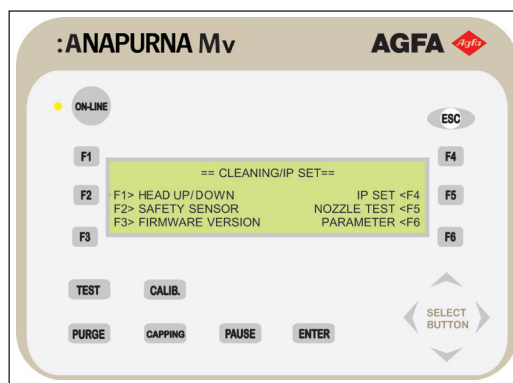 :ANAPURNA Mv
AGFA
Agfa
ON-LINE
ESC
F1
F4
== CLEANING/IP SET==
F2
F1> HEAD UP/DOWN IP SET <F4
F5
F2> SAFETY SENSOR NOZZLE TEST <F5
F3> FIRMWARE VERSION PARAMETER <F6
F3
F6
TEST
CALIB.
SELECT
BUTTON
PURGE
CAPPING
PAUSE
ENTER